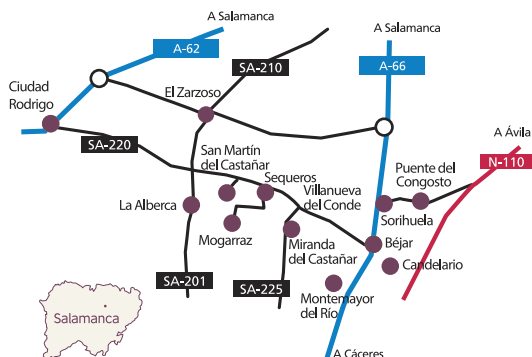 A Salamanca
A-62
A Salamanca
A-66
SA-210
Ciudad
Rodrigo
El Zarzoso
A Ávila
N-110
SA-220
San Martín
del Castañar
Sequeros
Villanueva
del Conde
Puente del
Congosto
La Alberca
Mogarraz
Sorihuela
Miranda
del Castañar
Béjar
Candelario
SA-201
SA-225
Montemayor
del Río
Salamanca
A Cáceres